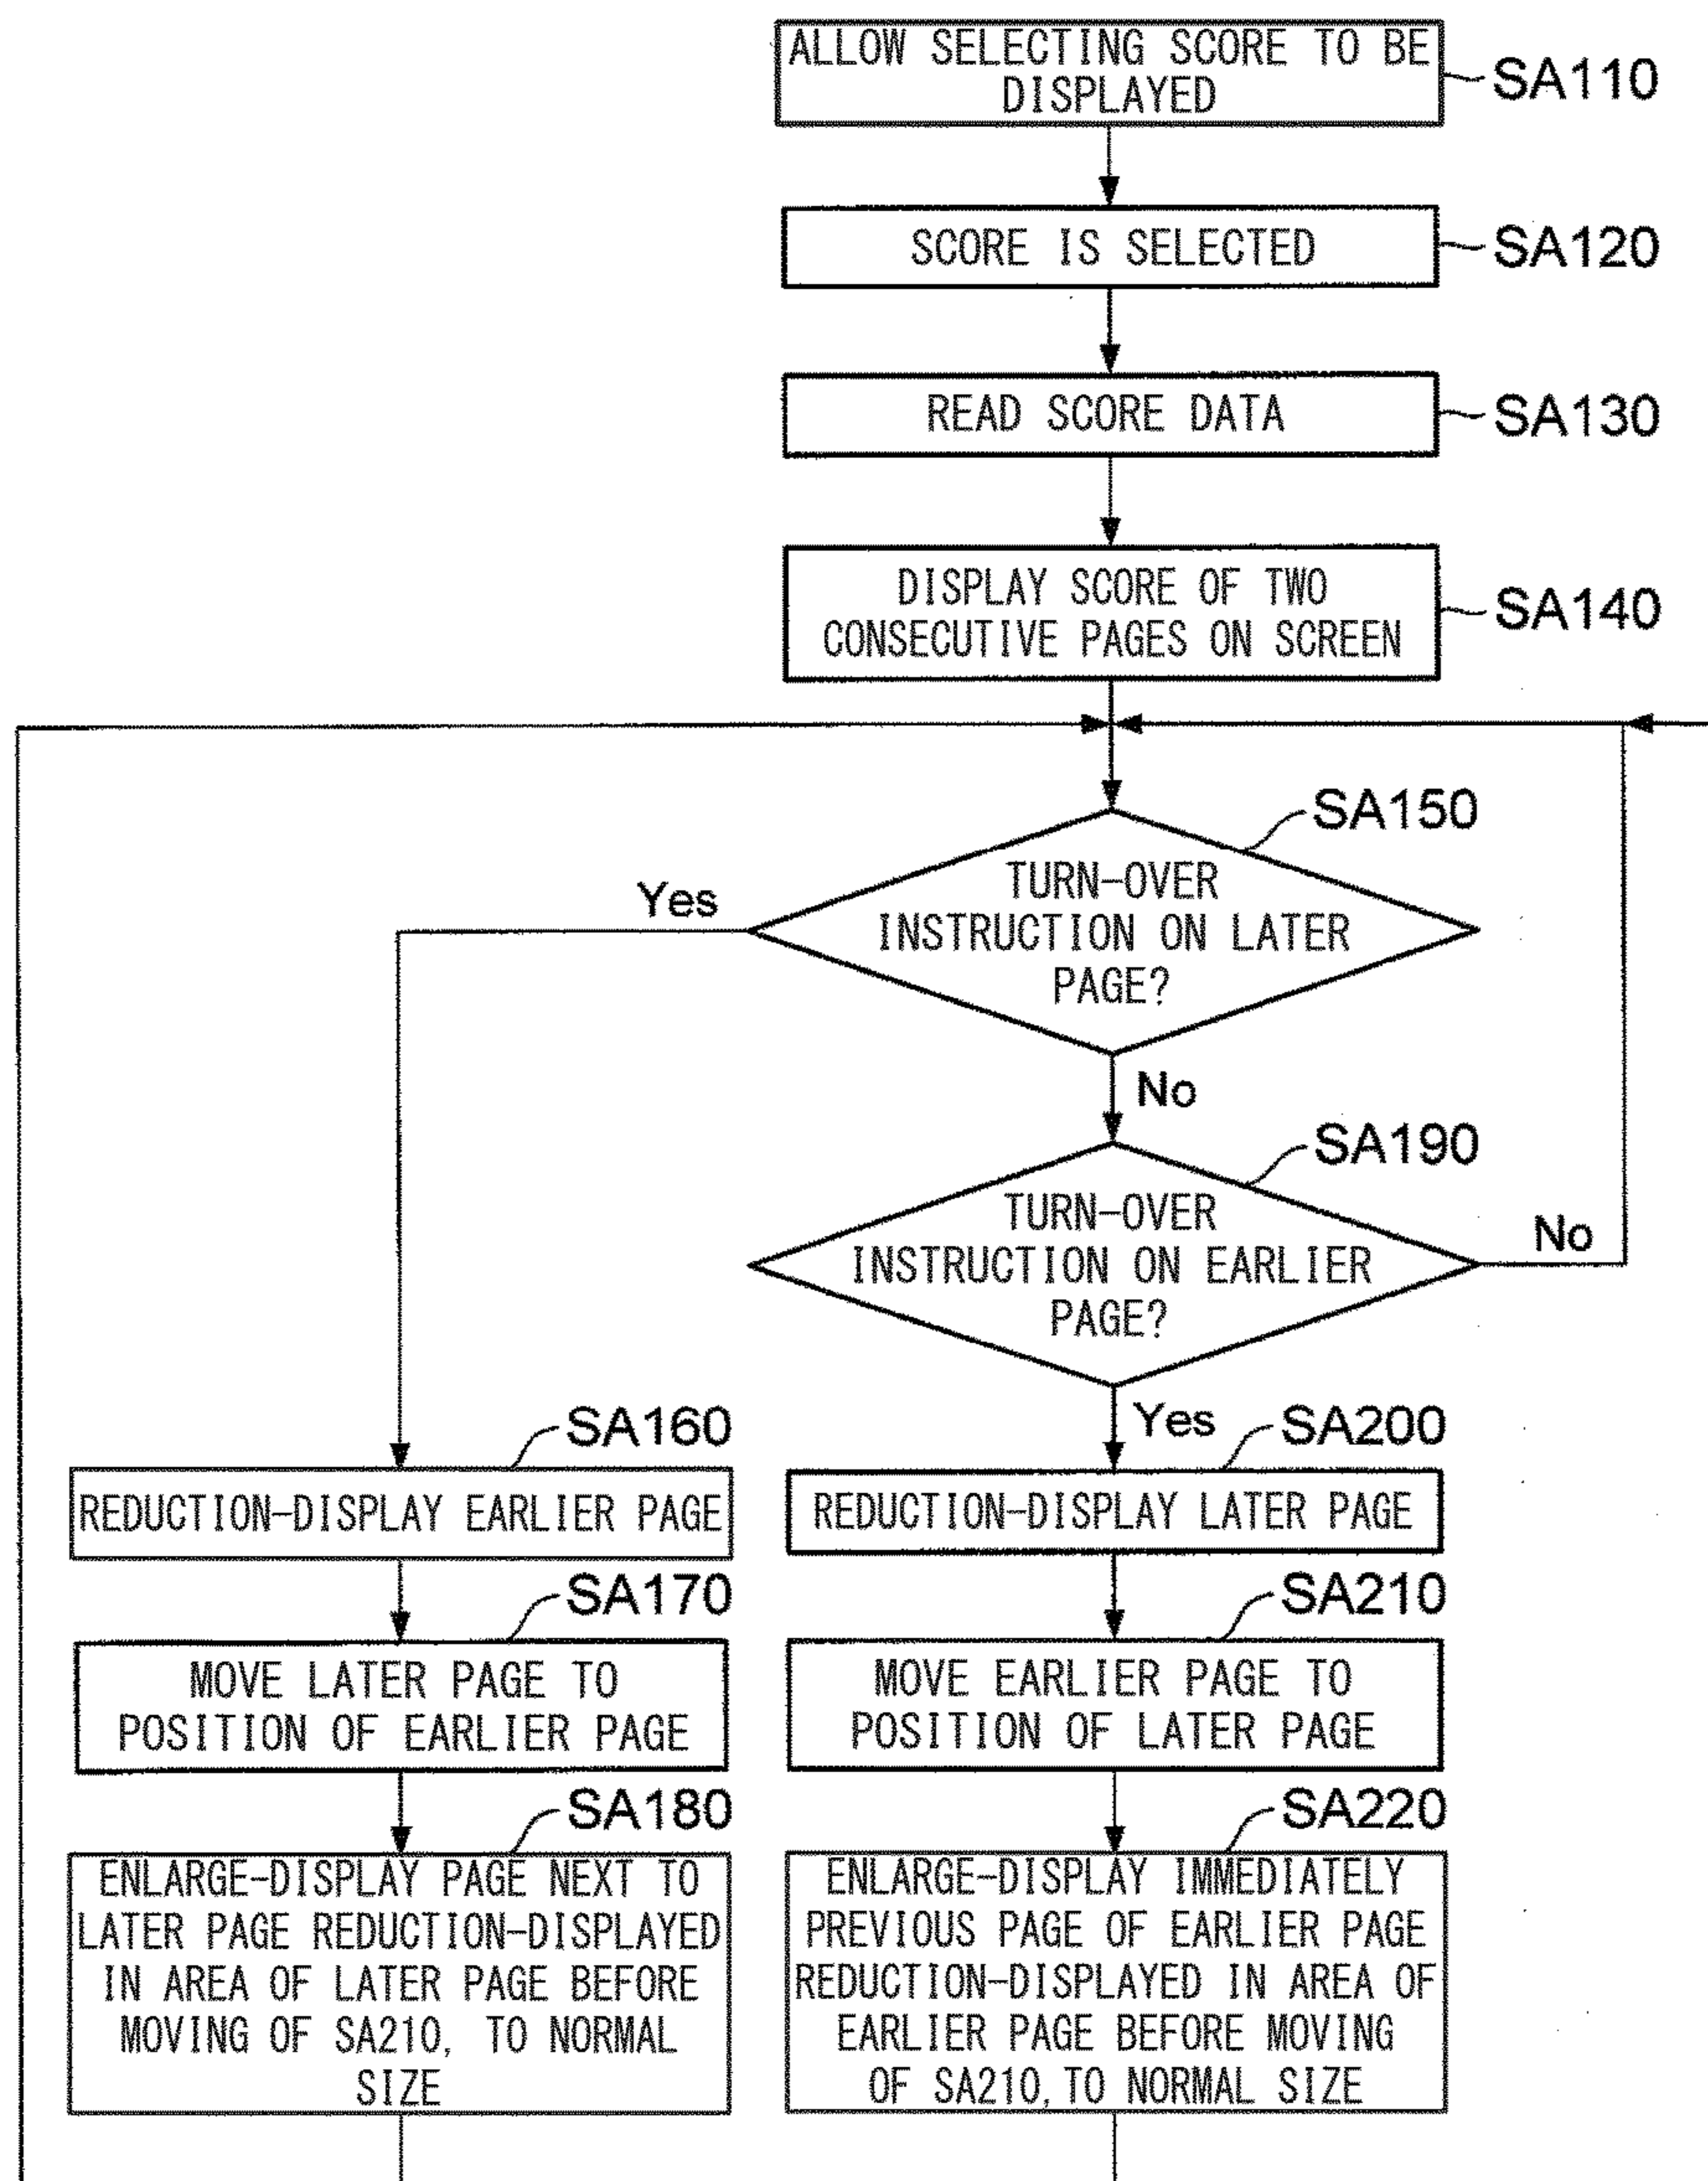 ALLOW SELECTING SCORE TO BE
DISPLAYED
SA110
SCORE IS SELECTED
SA120
READ SCORE DATA
SA130
DISPLAY SCORE OF TWO
CONSECUTIVE PAGES ON SCREEN
SA140
SA150
TURN-OVER
INSTRUCTION ON LATER
PAGE?
Yes
No
SA190
TURN-OVER
INSTRUCTION ON EARLIER
PAGE?
No
Yes
SA160
REDUCTION-DISPLAY EARLIER PAGE
SA170
MOVE LATER PAGE TO
POSITION OF EARLIER PAGE
SA180
ENLARGE-DISPLAY PAGE NEXT TO
LATER PAGE REDUCTION-DISPLAYED
IN AREA OF LATER PAGE BEFORE
MOVING OF SA210, TO NORMAL
SIZE
SA200
REDUCTION-DISPLAY LATER PAGE
SA210
MOVE EARLIER PAGE TO
POSITION OF LATER PAGE
SA220
ENLARGE-DISPLAY IMMEDIATELY
PREVIOUS PAGE OF EARLIER PAGE
REDUCTION-DISPLAYED IN AREA OF
EARLIER PAGE BEFORE MOVING
OF SA210, TO NORMAL SIZE